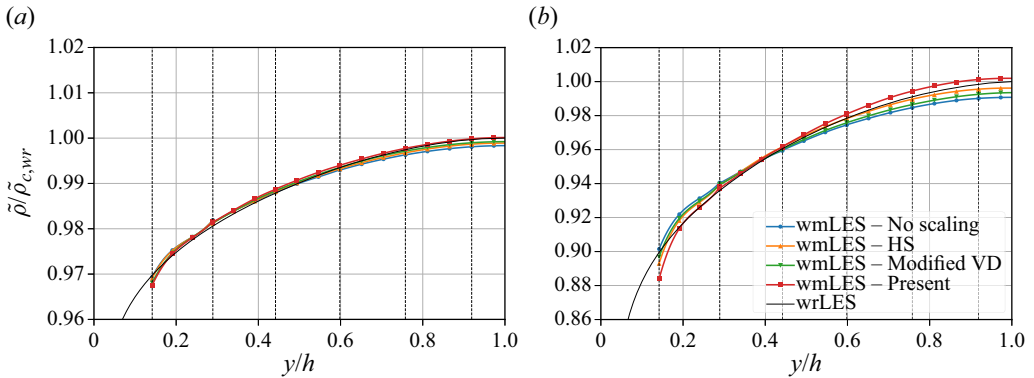 (a)
1.02
1.01
1.00
0.99
0.98
0.97
0.96
ρ̃/ρ̃c,wr
0
0.2
0.4
0.6
0.8
1.0
y/h
(b)
1.02
1.00
0.98
0.96
0.94
0.92
0.90
0.88
0.86
wmLES – No scaling
wmLES – HS
wmLES – Modified VD
wmLES – Present
wrLES
0
0.2
0.4
0.6
0.8
1.0
y/h